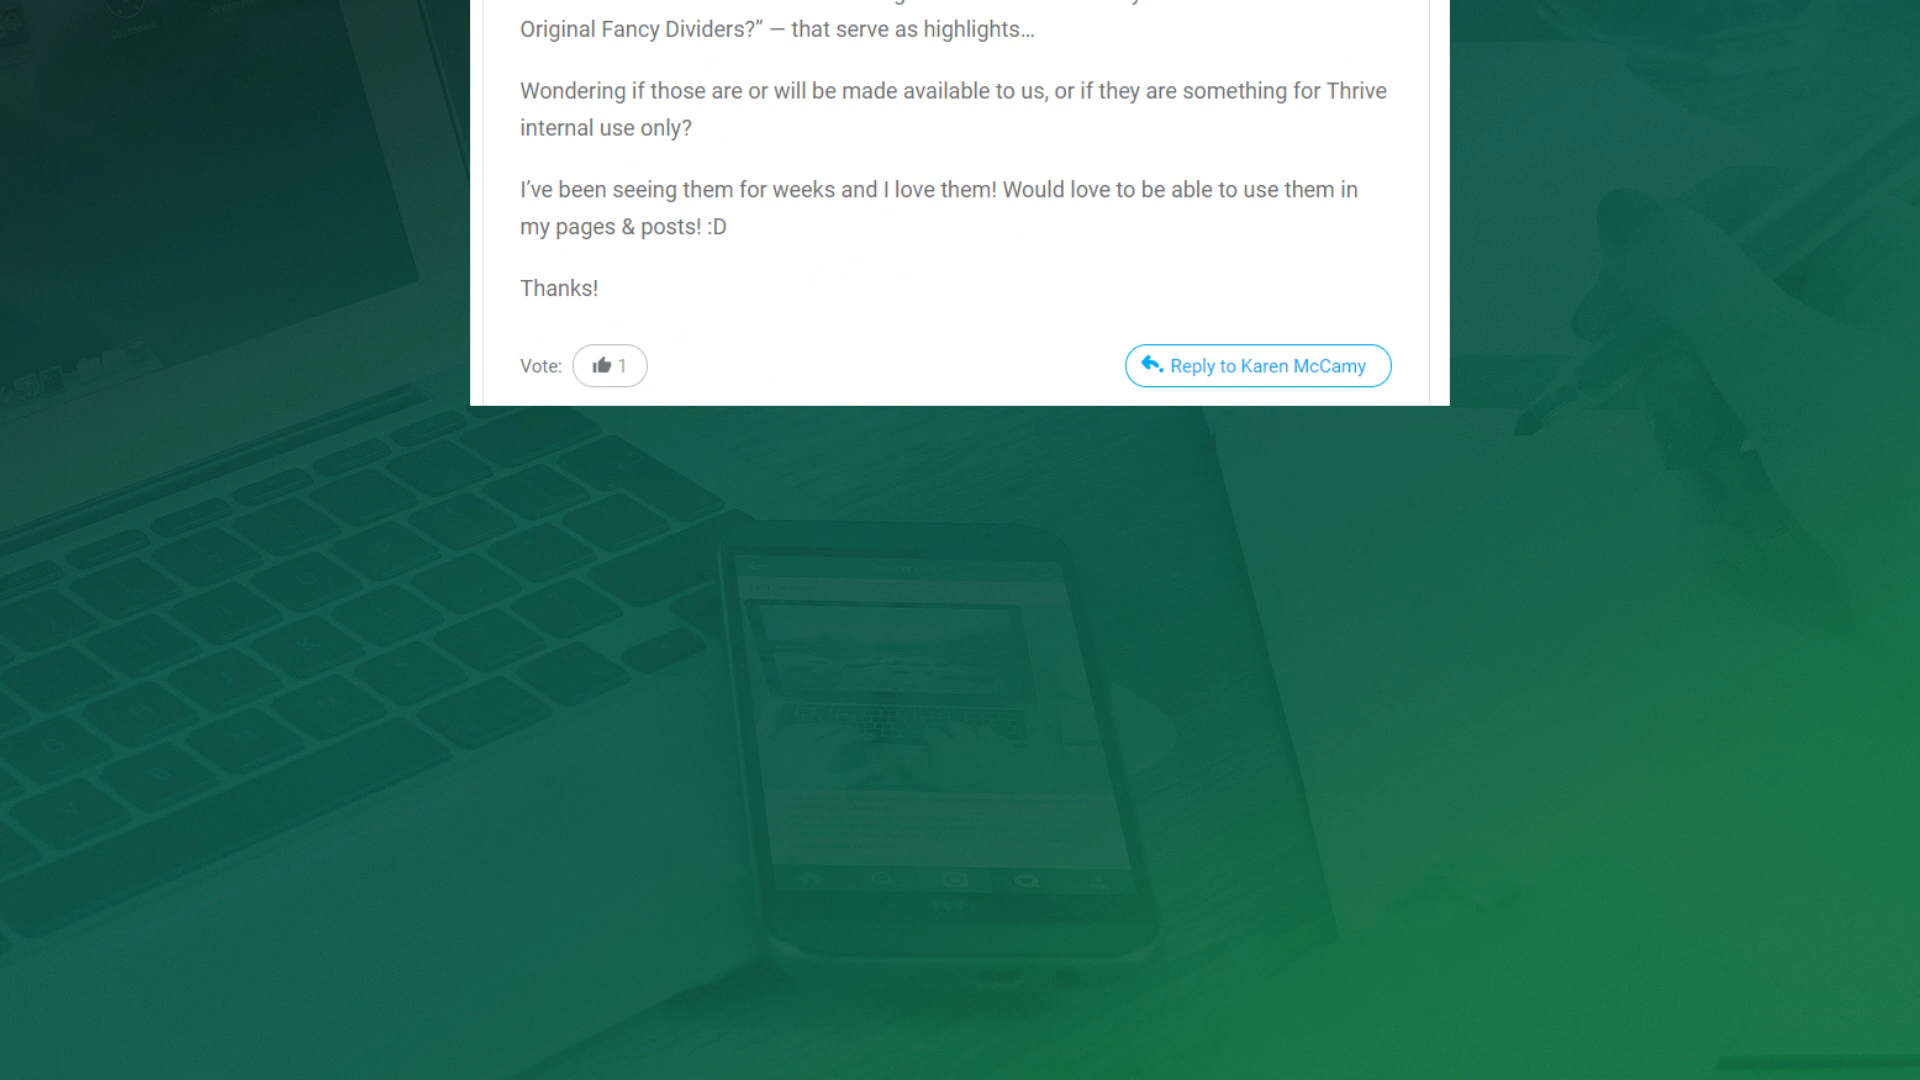 Original Fancy Dividers?” — that serve as highlights…
Wondering if those are or will be made available to us, or if they are something for Thrive
internal use only?
I’ve been seeing them for weeks and I love them! Would love to be able to use them in
my pages & posts! :D
Thanks!
Vote: 1
Reply to Karen McCamy